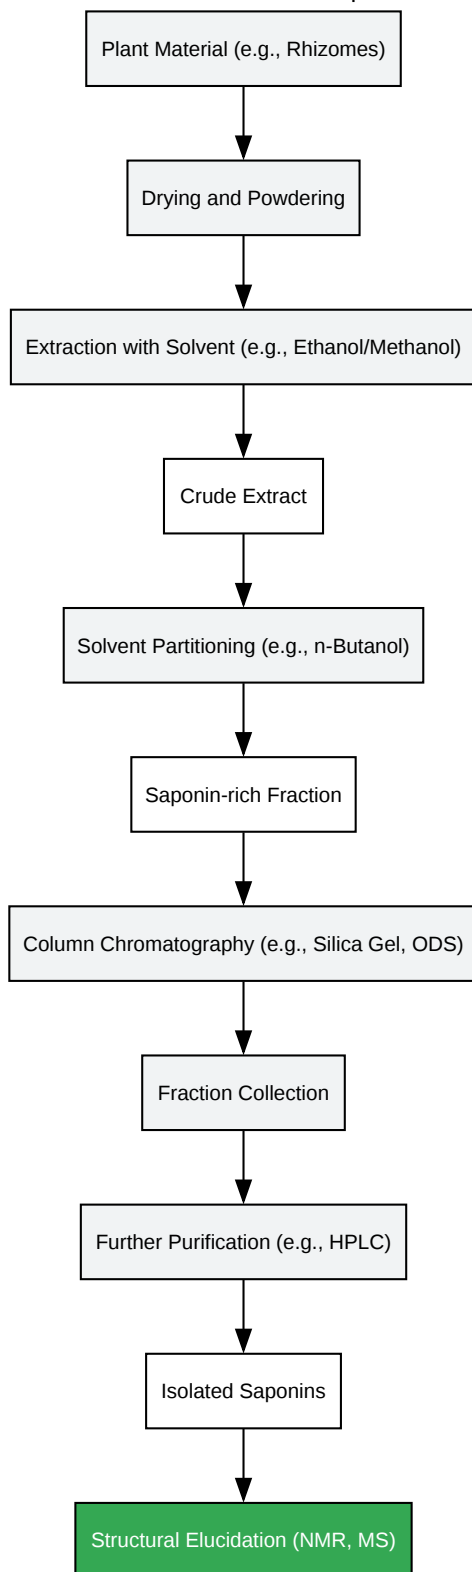 Plant Material (e.g., Rhizomes)
Drying and Powdering
Extraction with Solvent (e.g., Ethanol/Methanol)
Crude Extract
Solvent Partitioning (e.g., n-Butanol)
Saponin-rich Fraction
Column Chromatography (e.g., Silica Gel, ODS)
Fraction Collection
Further Purification (e.g., HPLC)
Isolated Saponins
Structural Elucidation (NMR, MS)